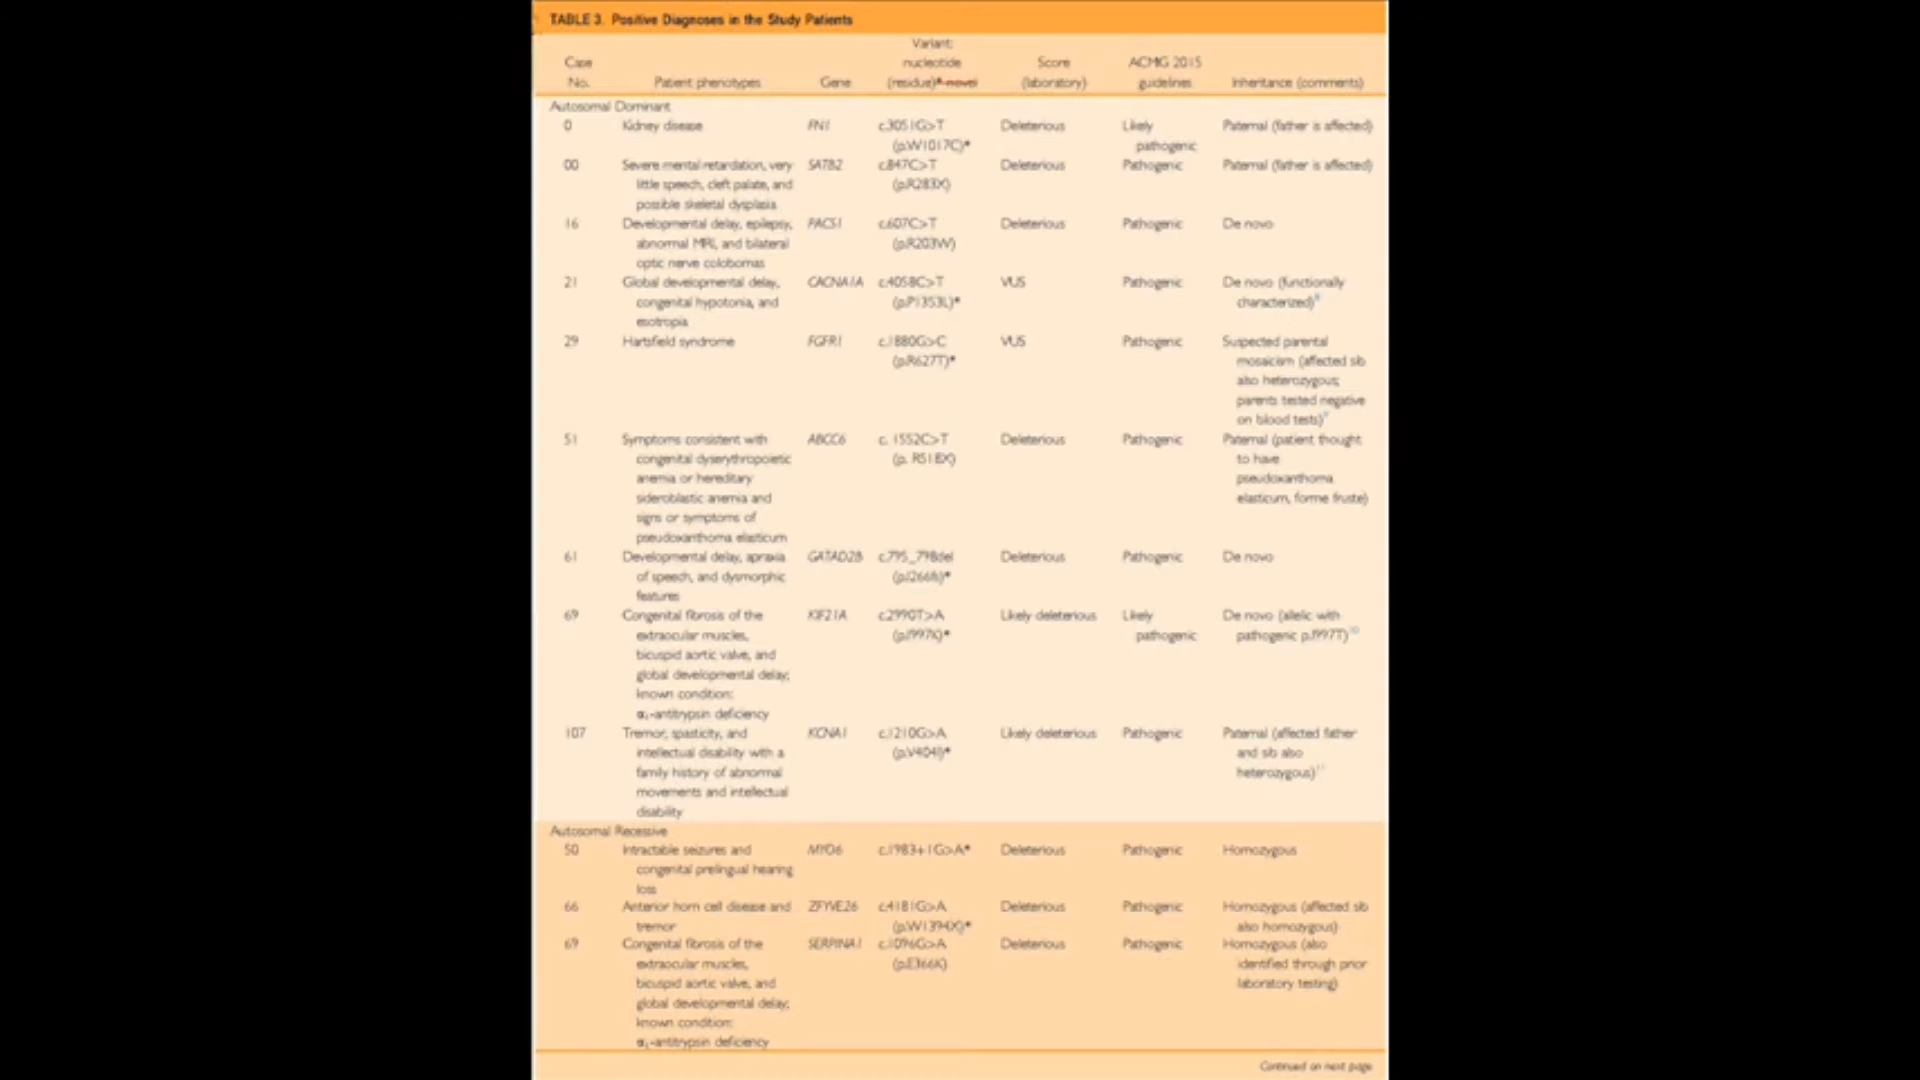 TABLE 3. Positive Diagnoses in the Study Patients
Case No. Patient phenotypes Gene Variant: nucleotide (residue)* novel Score (laboratory) ACMG 2015 guidelines Inheritance (comments)
Autosomal Dominant
0 Kidney disease FN1 c.3051G>T Deleterious Likely Paternal (father is affected)
(p.W1017C)* pathogenic
00 Severe mental retardation, very SATB2 c.847C>T Deleterious Pathogenic Paternal (father is affected)
little speech, cleft palate, and (p.R283X)
possible skeletal dysplasia
16 Developmental delay, epilepsy, PACS1 c.607C>T Deleterious Pathogenic De novo
abnormal MRI, and bilateral (p.R203W)
optic nerve colobomas
21 Global developmental delay, CACNA1A c.4058C>T VUS Pathogenic De novo (functionally
congenital hypotonia, and (p.P1353L)* characterized)8
esotropia
29 Hartsfield syndrome FGFR1 c.1880G>C VUS Pathogenic Suspected parental
(p.R627T)* mosaicism (affected sib
also heterozygous;
parents tested negative
on blood tests)9
51 Symptoms consistent with ABCC6 c. 1552C>T Deleterious Pathogenic Paternal (patient thought
congenital dyserythropoietic (p. R518X) to have
anemia or hereditary pseudoxanthoma
sideroblastic anemia and elasticum, forme fruste)
signs or symptoms of
pseudoxanthoma elasticum
61 Developmental delay, apraxia GATAD2B c.795_798del Deleterious Pathogenic De novo
of speech, and dysmorphic (p.I266fs)*
features
69 Congenital fibrosis of the KIF21A c.2990T>A Likely deleterious Likely De novo (allelic with
extraocular muscles, (p.I997K)* pathogenic pathogenic p.I997T)10
bicuspid aortic valve, and
global developmental delay;
known condition:
α1-antitrypsin deficiency
107 Tremor, spasticity, and KCNA1 c.1210G>A Likely deleterious Pathogenic Paternal (affected father
intellectual disability with a (p.V404I)* and sib also
family history of abnormal heterozygous)11
movements and intellectual
disability
Autosomal Recessive
50 Intractable seizures and MYO6 c.1983+1G>A* Deleterious Pathogenic Homozygous
congenital prelingual hearing
loss
66 Anterior horn cell disease and ZFYVE26 c.4181G>A Deleterious Pathogenic Homozygous (affected sib
tremor (p.W1394X)* also homozygous)
69 Congenital fibrosis of the SERPINA1 c.1096G>A Deleterious Pathogenic Homozygous (also
extraocular muscles, (p.E366K) identified through prior
bicuspid aortic valve, and laboratory testing)
global developmental delay;
known condition:
α1-antitrypsin deficiency
Continued on next page